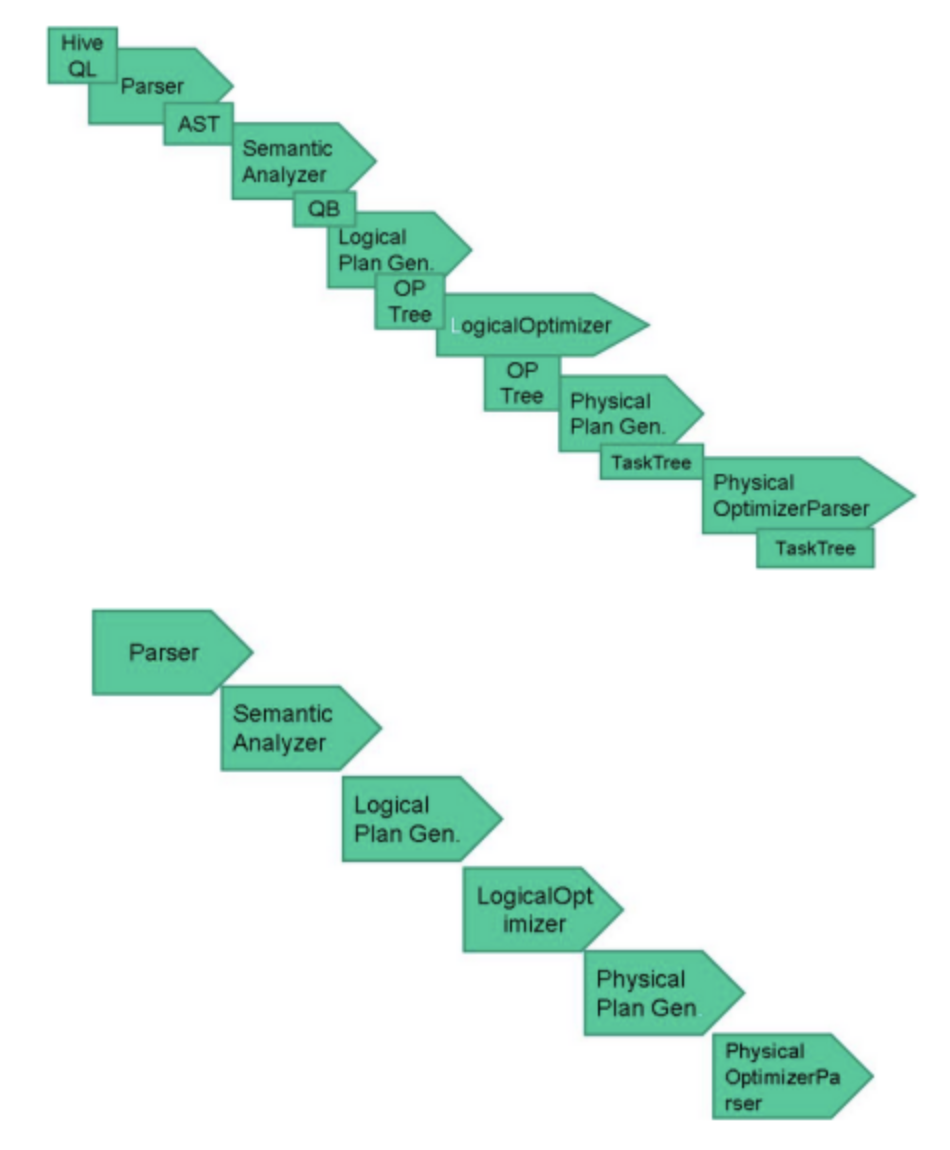 Hive
QL
Parser
AST
Semantic
Analyzer
QB
Logical
Plan Gen.
OP
Tree
LogicalOptimizer
OP
Tree
Physical
Plan Gen.
TaskTree
Physical
OptimizerParser
TaskTree
Parser
Semantic
Analyzer
Logical
Plan Gen.
LogicalOpt
imizer
Physical
Plan Gen
Physical
OptimizerPa
rser